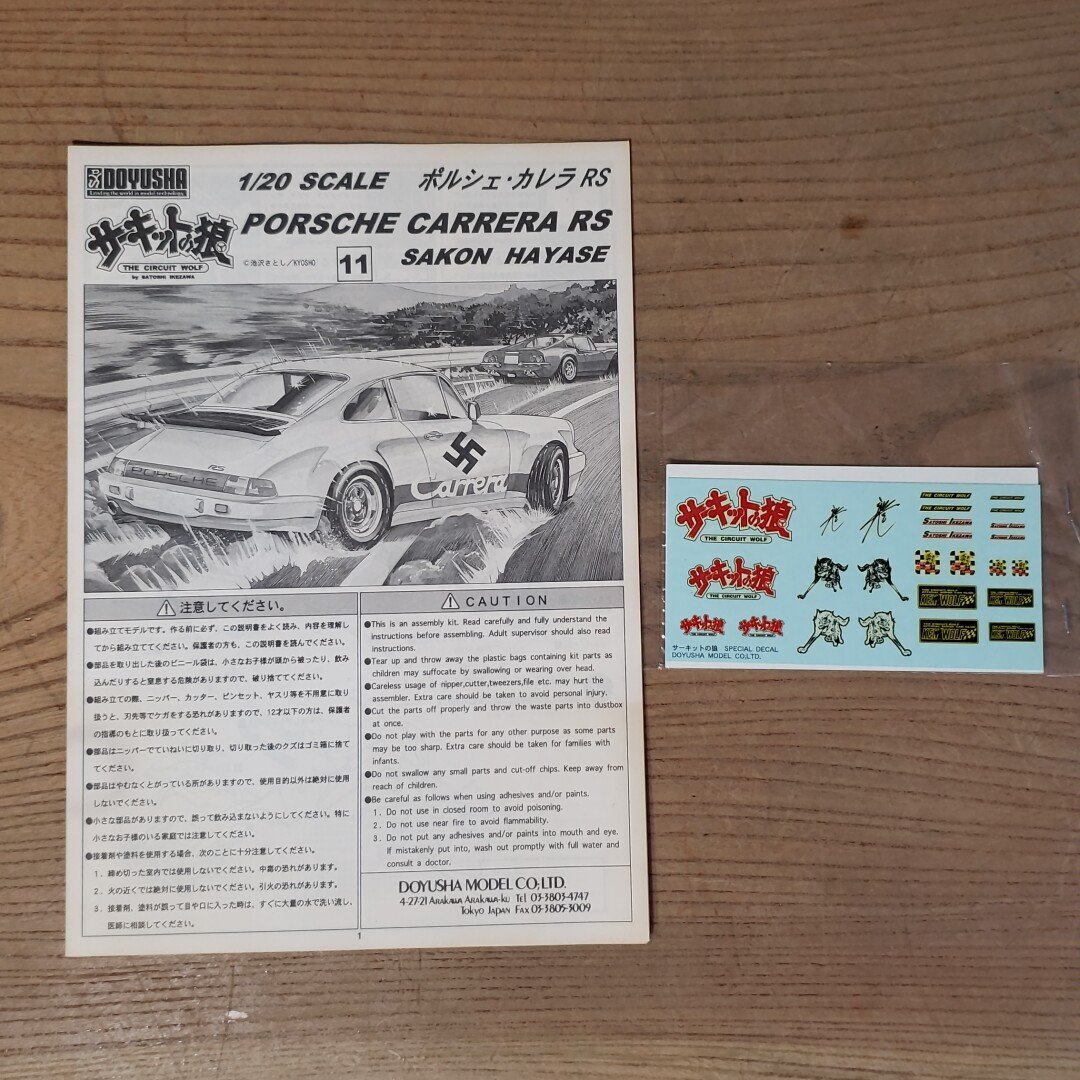 DOYUSHA
Leading the world in model technology.
1/20 SCALE ポルシェ・カレラ RS
サーキットの狼
THE CIRCUIT WOLF
by SATOSHI IKEZAWA
PORSCHE CARRERA RS
©池沢さとし/KYOSHO
11
SAKON HAYASE
RS
PORSCHE
Carrera
⚠注意してください。
●組み立てモデルです。作る前に必ず、この説明書をよく読み、内容を理解し
てから組み立ててください。保護者の方も、この説明書を読んでください。
●部品を取り出した後のビニール袋は、小さなお子様が頭から被ったり、飲み
込んだりすると窒息する危険がありますので、破り捨ててください。
●組み立ての際、ニッパー、カッター、ピンセット、ヤスリ等を不用意に取り
扱うと、刃先等でケガをする恐れがありますので、12才以下の方は、保護者
の指導のもとに取り扱ってください。
●部品はニッパーでていねいに切り取り、切り取った後のクズはゴミ箱に捨て
てください。
●部品はやむなくとがっている所がありますので、使用目的以外は絶対に使用
しないでください。
●小さな部品がありますので、誤って飲み込まないようにしてください。特に
小さなお子様のいる家庭では注意してください。
●接着剤や塗料を使用する場合、次のことに十分注意してください。
1．締め切った室内では使用しないでください。中毒の恐れがあります。
2．火の近くでは絶対に使用しないでください。引火の恐れがあります。
3．接着剤、塗料が誤って目や口に入った時は、すぐに大量の水で洗い流し、
医師に相談してください。
⚠CAUTION
●This is an assembly kit. Read carefully and fully understand the
instructions before assembling. Adult supervisor should also read
instructions.
●Tear up and throw away the plastic bags containing kit parts as
children may suffocate by swallowing or wearing over head.
●Careless usage of nipper,cutter,tweezers,file etc. may hurt the
assembler. Extra care should be taken to avoid personal injury.
●Cut the parts off properly and throw the waste parts into dustbox
at once.
●Do not play with the parts for any other purpose as some parts
may be too sharp. Extra care should be taken for families with
infants.
●Do not swallow any small parts and cut-off chips. Keep away from
reach of children.
●Be careful as follows when using adhesives and/or paints.
1. Do not use in closed room to avoid poisoning.
2. Do not use near fire to avoid flammability.
3. Do not put any adhesives and/or paints into mouth and eye.
If mistakenly put into, wash out promptly with full water and
consult a doctor.
DOYUSHA MODEL CO;LTD.
4-27-21 ARAKAWA ARAKAWA-KU TEL 03-3803-4747
TOKYO JAPAN FAX 03-3805-3009
1
サーキットの狼
THE CIRCUIT WOLF
サーキットの狼
THE CIRCUIT WOLF
サーキットの狼
サーキットの狼
THE CIRCUIT WOLF
THE CIRCUIT WOLF
SATOSHI IKEZAWA
SATOSHI IKEZAWA
SATOSHI IKEZAWA
SATOSHI IKEZAWA
KEY WOLF
KEY WOLF
KEY WOLF
KEY WOLF
サーキットの狼 SPECIAL DECAL
DOYUSHA MODEL CO,LTD.